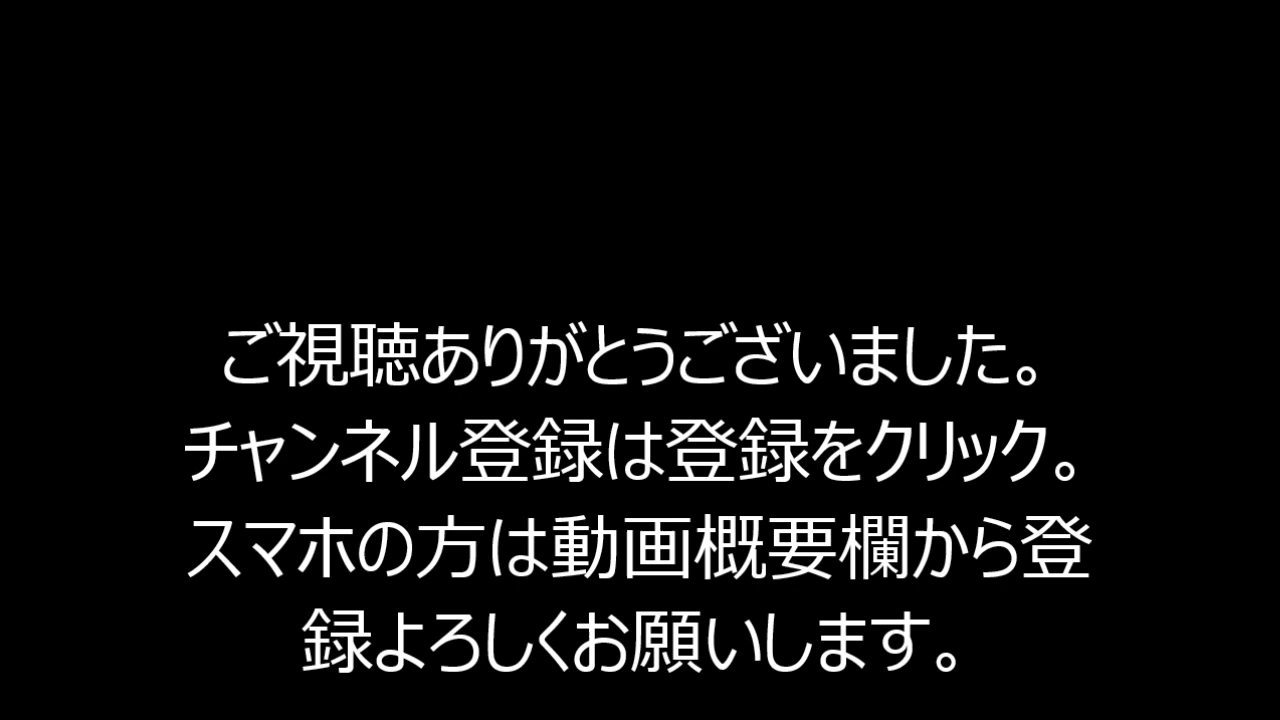 ご視聴ありがとうございました。
チャンネル登録は登録をクリック。
スマホの方は動画概要欄から登
録よろしくお願いします。